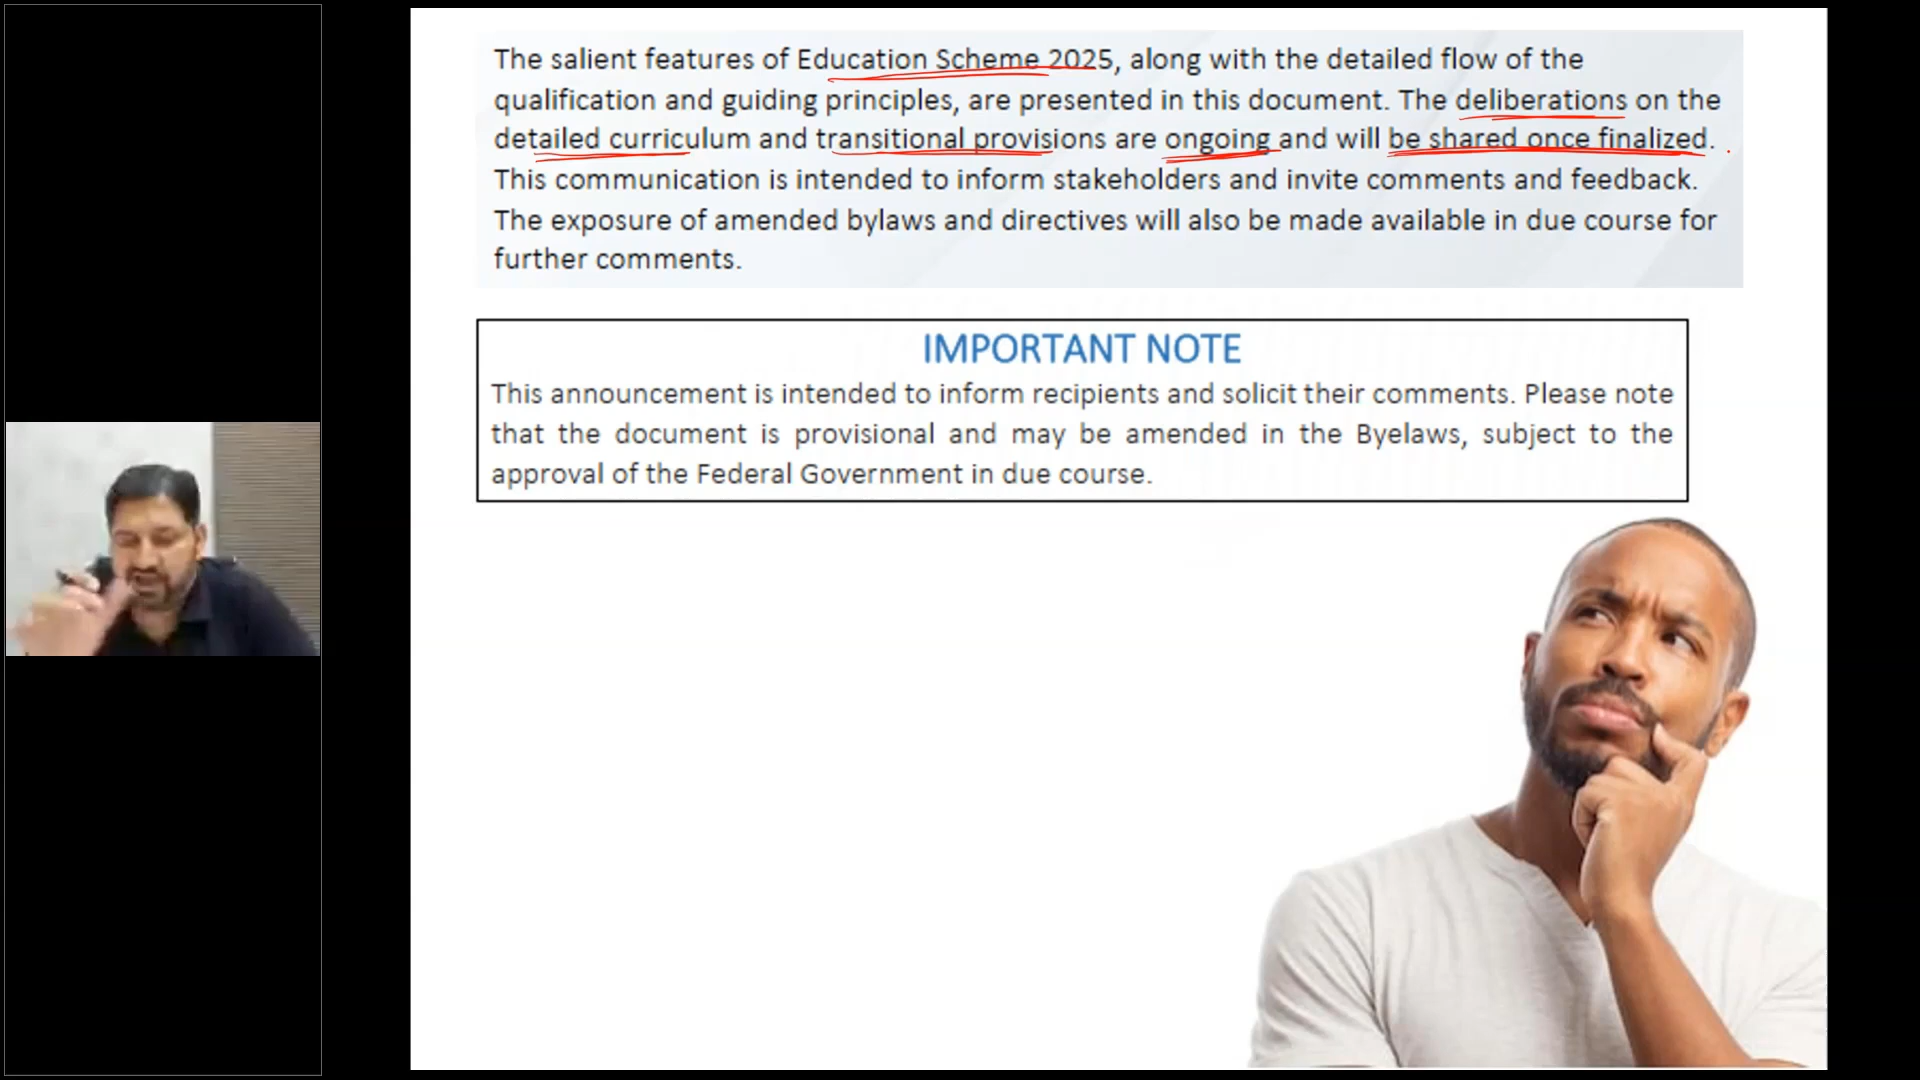 The salient features of Education Scheme 2025, along with the detailed flow of the
qualification and guiding principles, are presented in this document. The deliberations on the
detailed curriculum and transitional provisions are ongoing and will be shared once finalized.
This communication is intended to inform stakeholders and invite comments and feedback.
The exposure of amended bylaws and directives will also be made available in due course for
further comments.
IMPORTANT NOTE
This announcement is intended to inform recipients and solicit their comments. Please note
that the document is provisional and may be amended in the Byelaws, subject to the
approval of the Federal Government in due course.